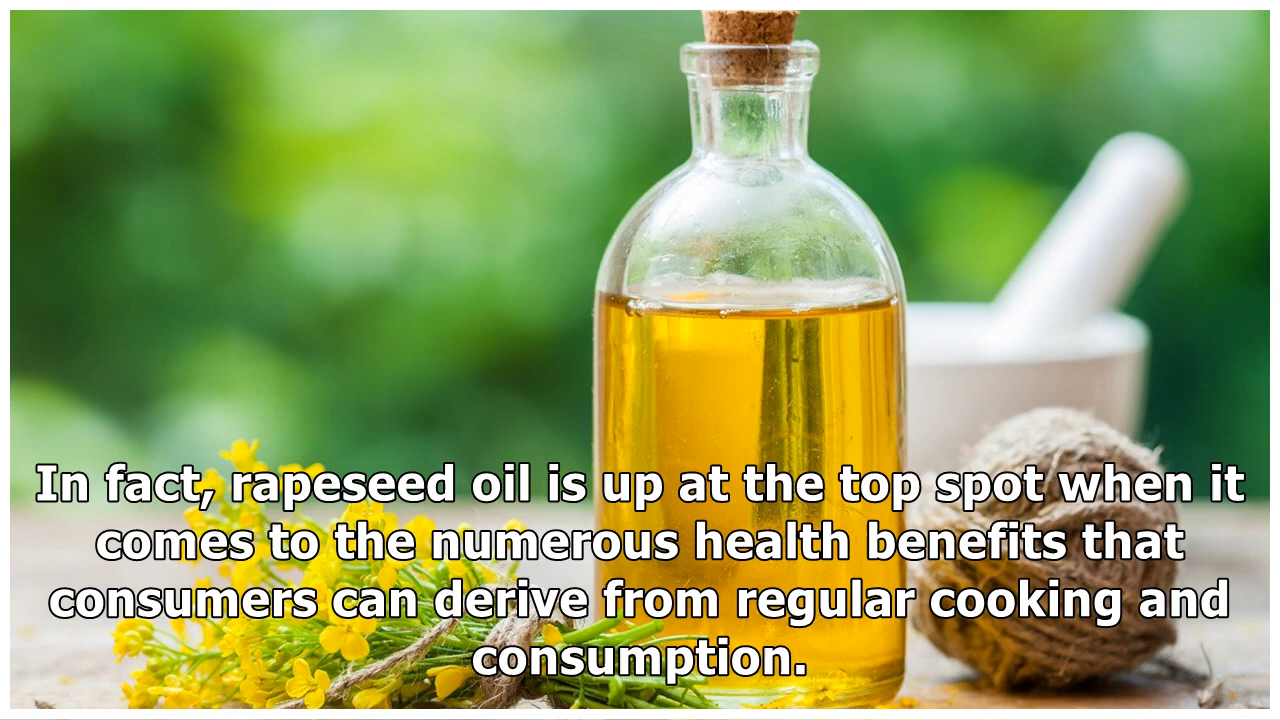 In fact, rapeseed oil is up at the top spot when it
comes to the numerous health benefits that
consumers can derive from regular cooking and
consumption.